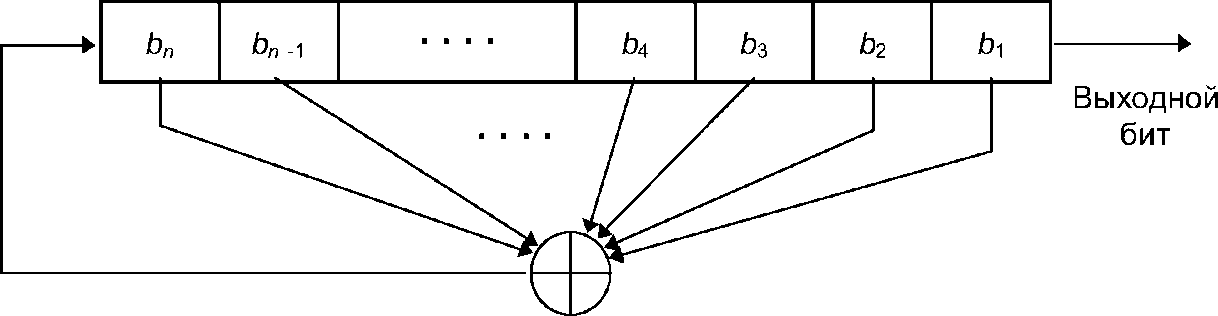 bn bn-1 · · · · b4 b3 b2 b1
· · · ·
Выходной
бит